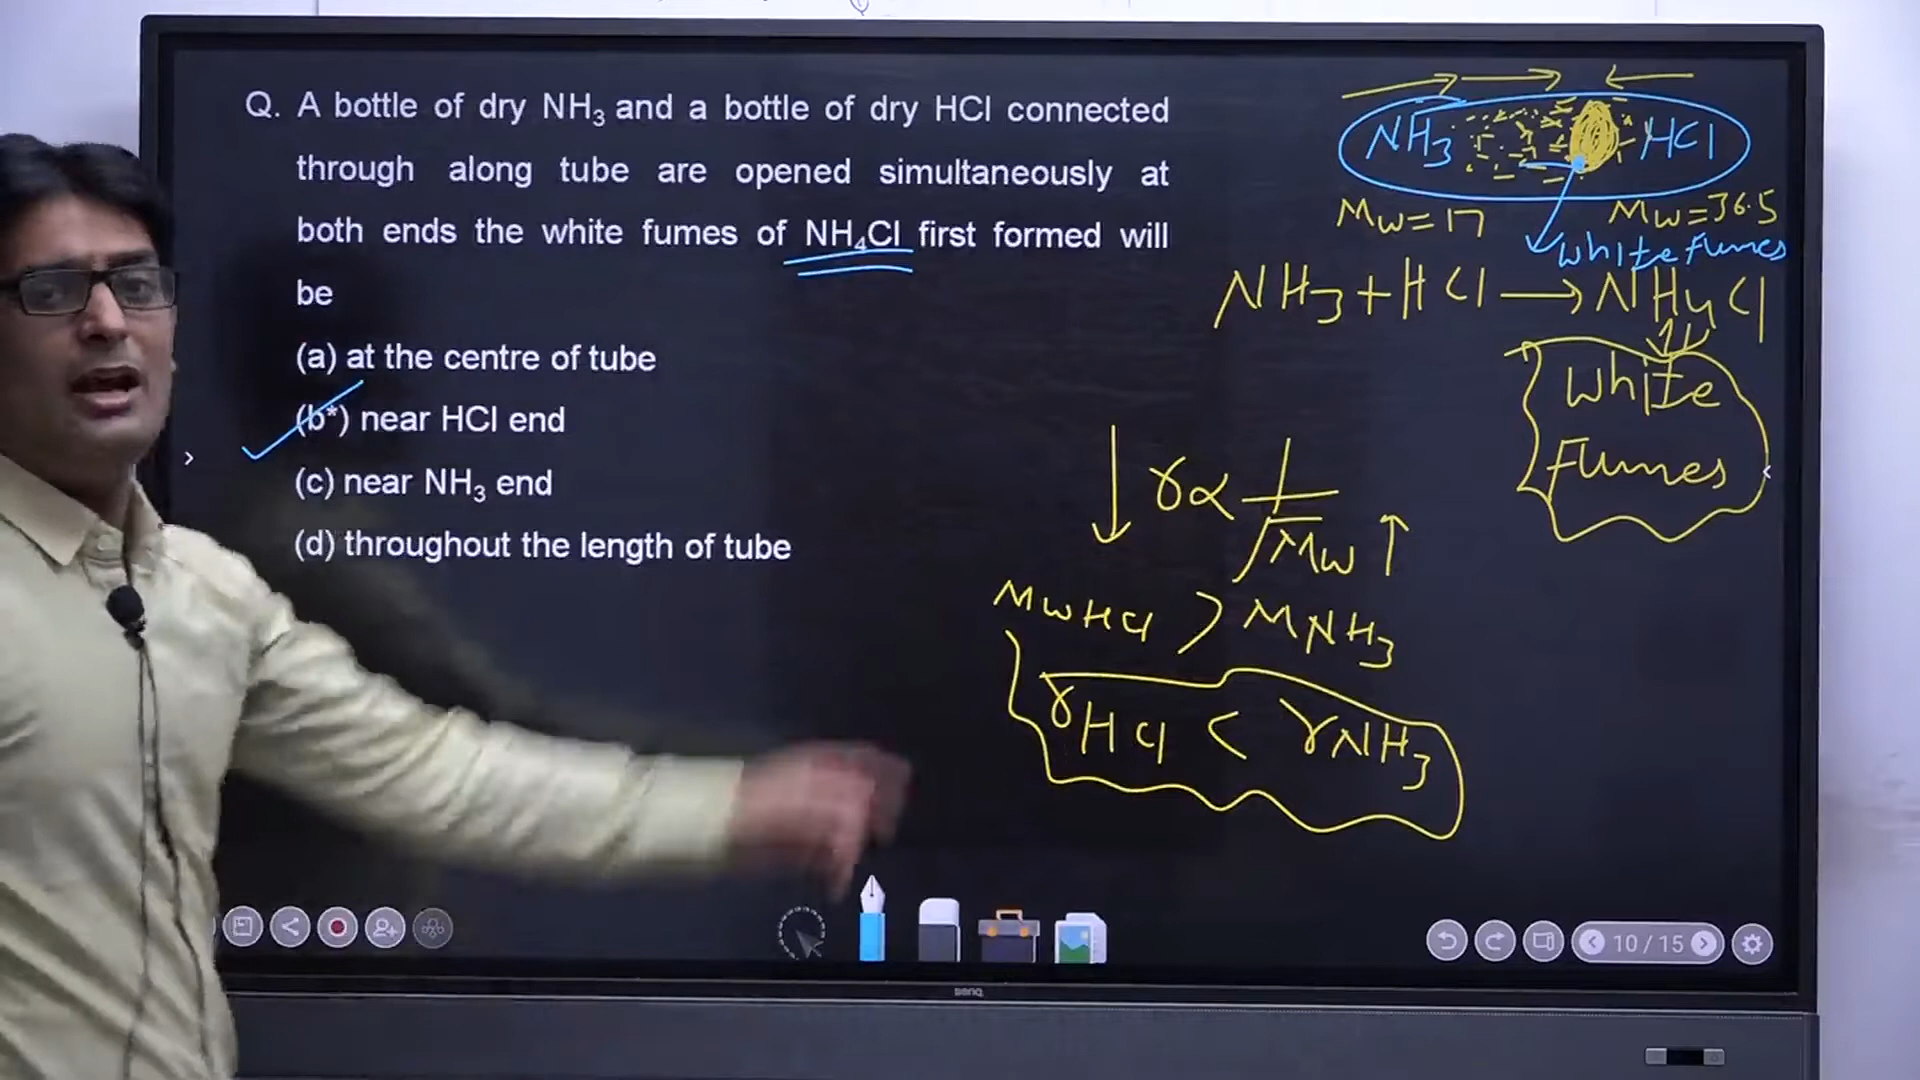 Q. A bottle of dry NH₃ and a bottle of dry HCl connected
through along tube are opened simultaneously at
both ends the white fumes of NH₄Cl first formed will
be
(a) at the centre of tube
(b*) near HCl end
(c) near NH₃ end
(d) throughout the length of tube
NH₃ HCl
Mw=17 Mw=36.5
white fumes
NH₃+HCl→NH₄Cl
White
Fumes
↓ r∝1/√Mw ↑
MwHCl > MNH₃
rHCl < rNH₃
10 / 15
BenQ